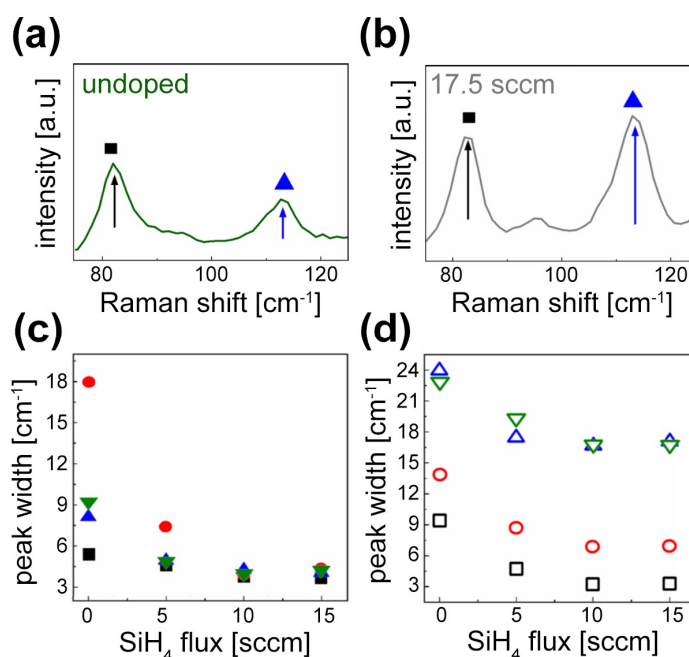 (a)
undoped
intensity [a.u.]
80 100 120
Raman shift [cm⁻¹]
(b)
17.5 sccm
intensity [a.u.]
80 100 120
Raman shift [cm⁻¹]
(c)
peak width [cm⁻¹]
18
9
6
3
0 5 10 15
SiH₄ flux [sccm]
(d)
peak width [cm⁻¹]
24
21
18
15
12
9
6
3
0 5 10 15
SiH₄ flux [sccm]